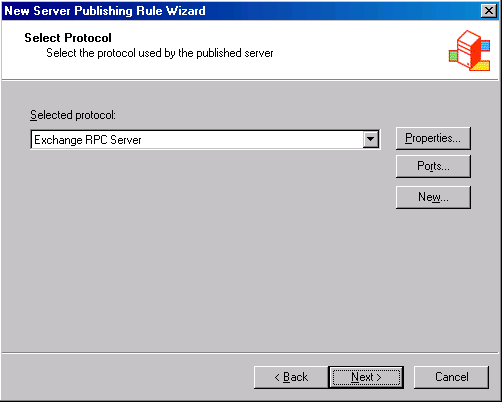 New Server Publishing Rule Wizard
Select Protocol
Select the protocol used by the published server
Selected protocol:
Exchange RPC Server
Properties...
Ports...
New...
< Back
Next >
Cancel